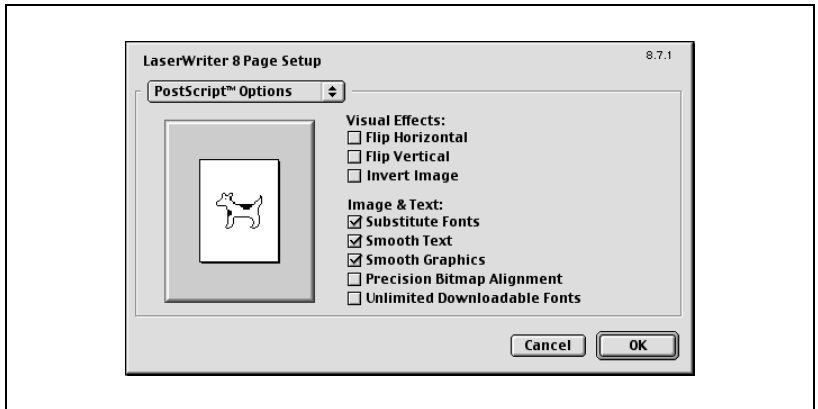 LaserWriter 8 Page Setup
8.7.1
PostScript™ Options
Visual Effects:
Flip Horizontal
Flip Vertical
Invert Image
Image & Text:
Substitute Fonts
Smooth Text
Smooth Graphics
Precision Bitmap Alignment
Unlimited Downloadable Fonts
Cancel
OK